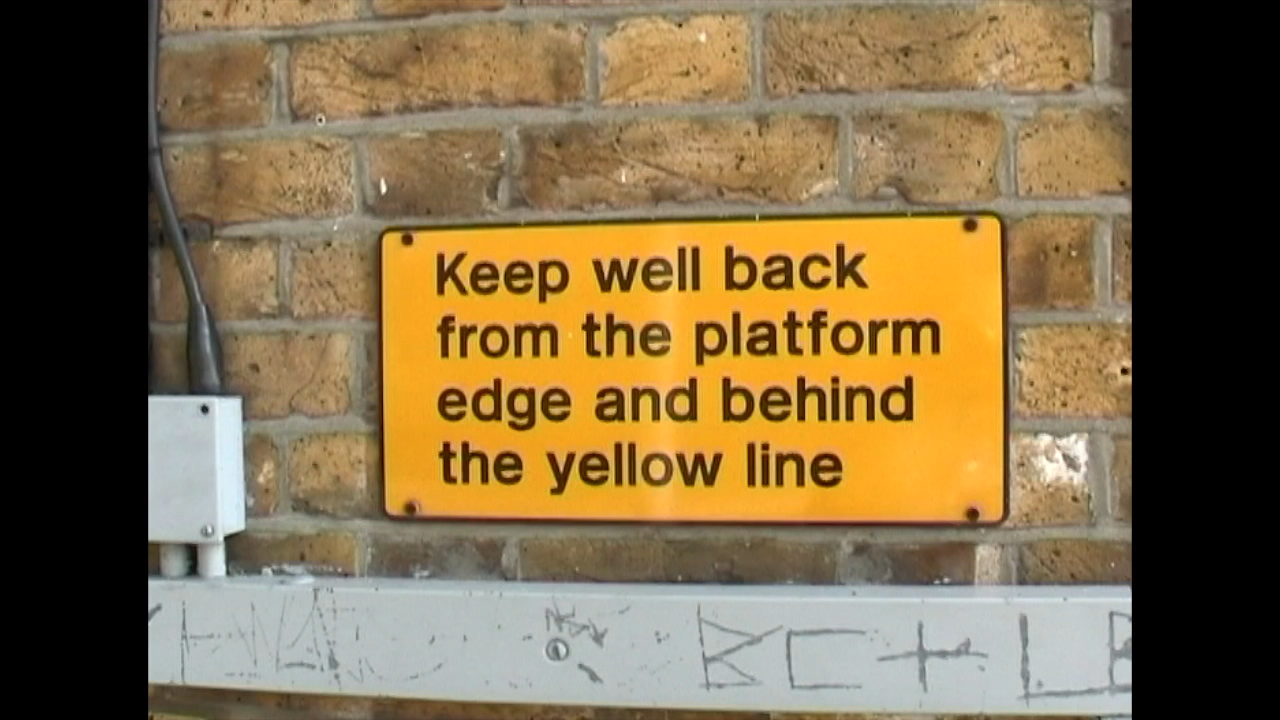 Keep well back
from the platform
edge and behind
the yellow line